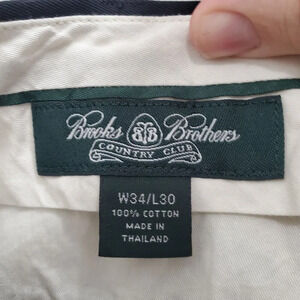 Brooks BB Brothers
COUNTRY CLUB
W34/L30
100% COTTON
MADE IN
THAILAND